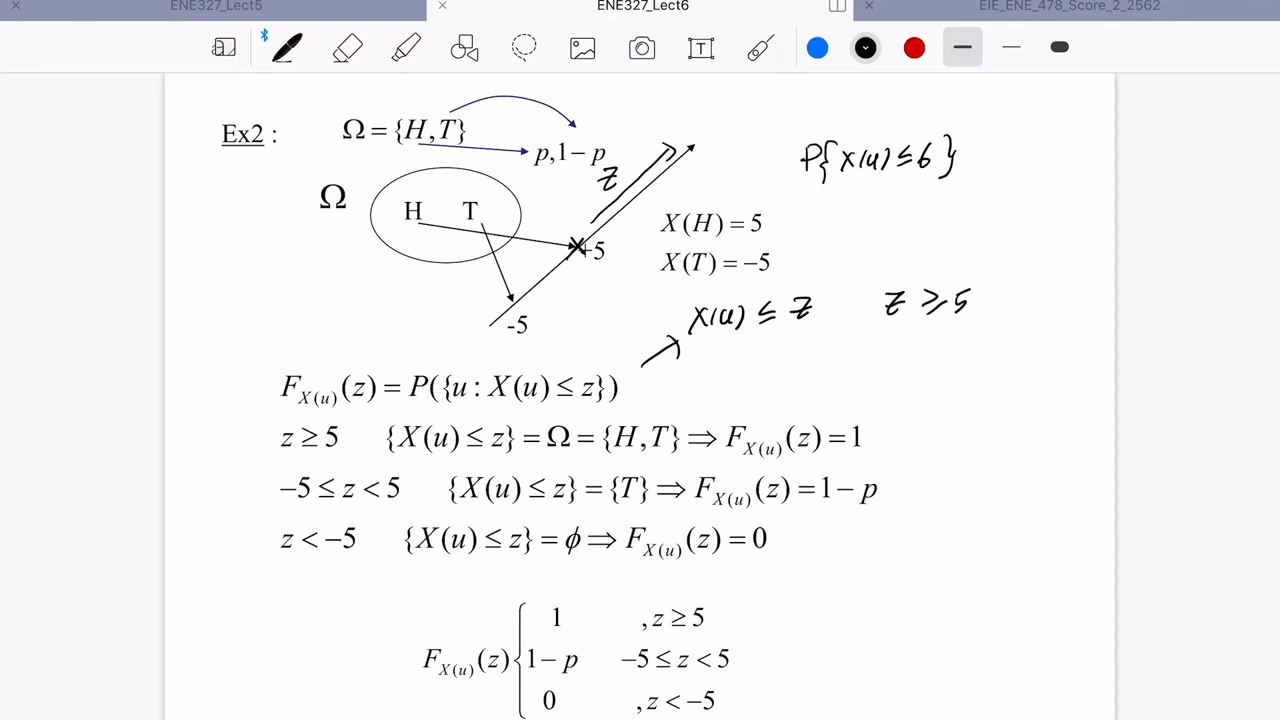 ENE327_Lect5 ENE327_Lect6 EIE_ENE_478_Score_2_2562
T
Ex2 : Ω = {H, T}
p, 1 − p
P{X(u) ≤ 6}
z
Ω
H T
X(H) = 5
+5
X(T) = −5
-5
X(u) ≤ z z ≥ 5
F_{X(u)}(z) = P({u : X(u) ≤ z})
z ≥ 5 {X(u) ≤ z} = Ω = {H, T} ⇒ F_{X(u)}(z) = 1
−5 ≤ z < 5 {X(u) ≤ z} = {T} ⇒ F_{X(u)}(z) = 1 − p
z < −5 {X(u) ≤ z} = ϕ ⇒ F_{X(u)}(z) = 0
1 , z ≥ 5
F_{X(u)}(z) { 1 − p −5 ≤ z < 5
0 , z < −5